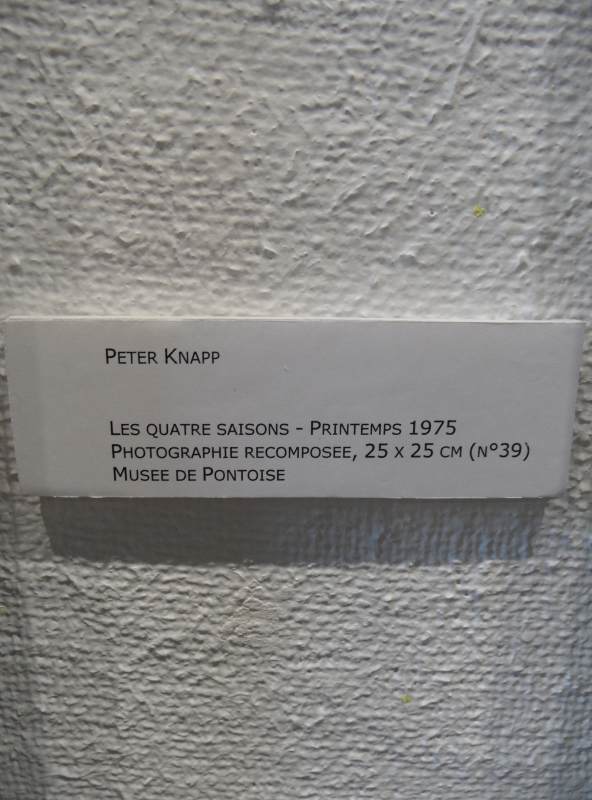 PETER KNAPP
LES QUATRE SAISONS - PRINTEMPS 1975
PHOTOGRAPHIE RECOMPOSEE, 25 X 25 CM (N°39)
MUSEE DE PONTOISE